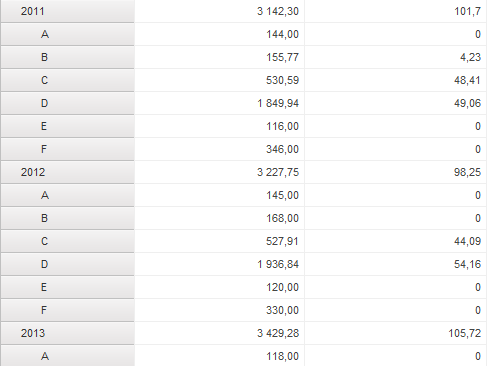 2011 3 142,30 101,7
A 144,00 0
B 155,77 4,23
C 530,59 48,41
D 1 849,94 49,06
E 116,00 0
F 346,00 0
2012 3 227,75 98,25
A 145,00 0
B 168,00 0
C 527,91 44,09
D 1 936,84 54,16
E 120,00 0
F 330,00 0
2013 3 429,28 105,72
A 118,00 0